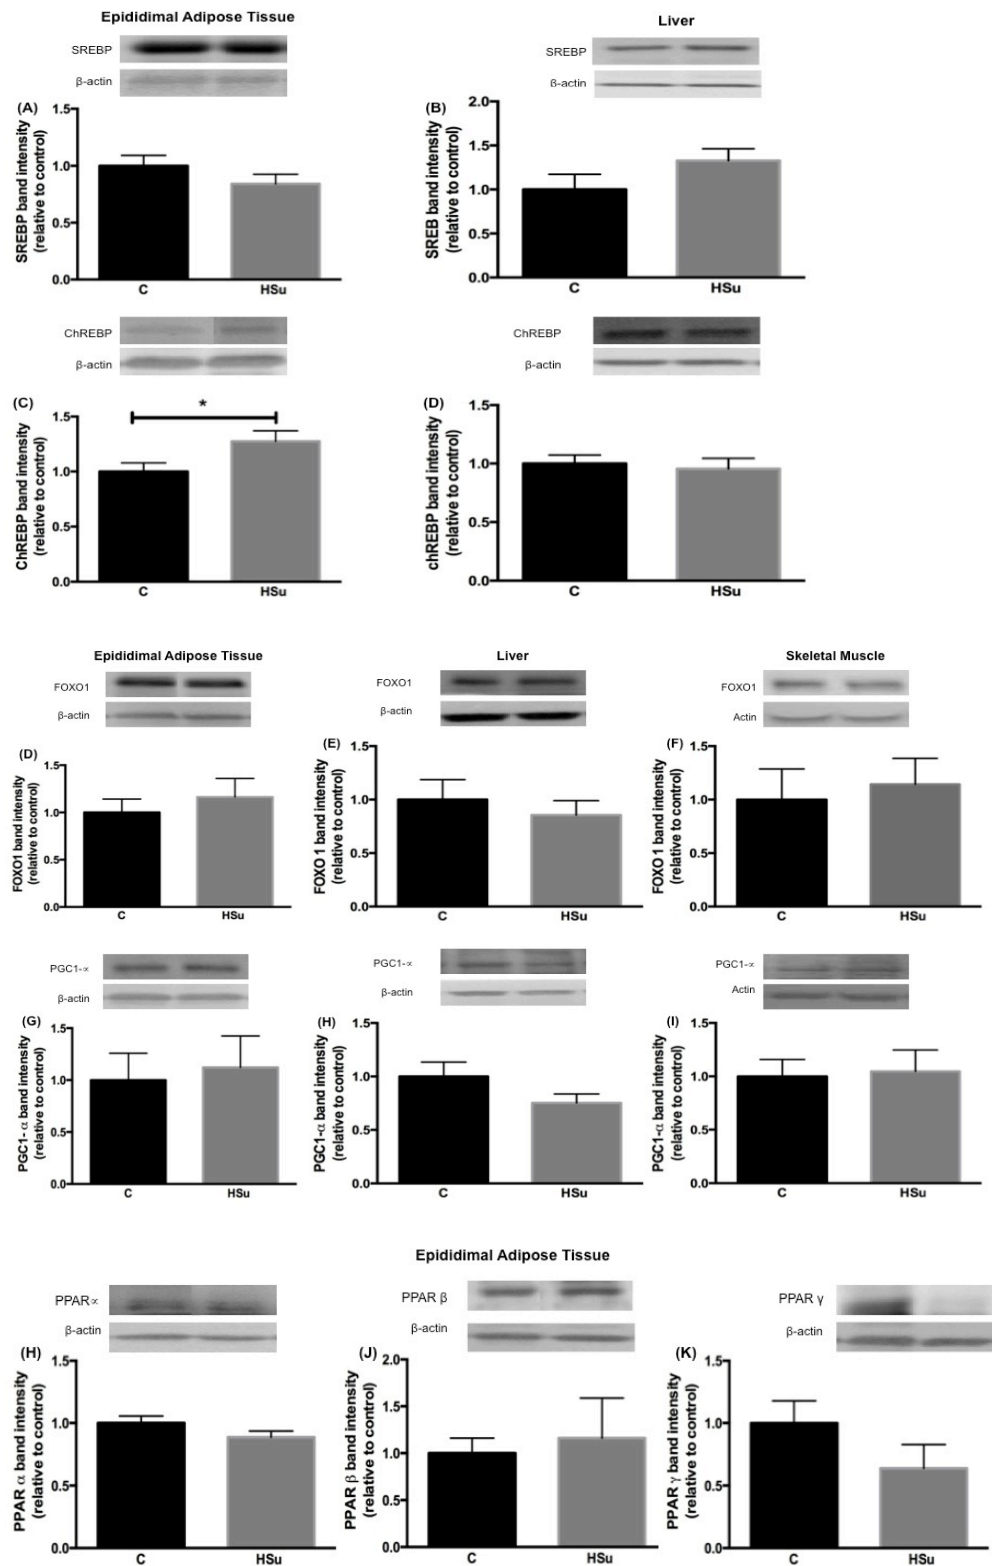 Epididimal Adipose Tissue
Liver
SREBP
β-actin
SREBP
β-actin
(A)
SREBP band intensity
(relative to control)
1.5
1.0
0.5
0.0
C HSu
(B)
SREB band intensity
(relative to control)
2.0
1.5
1.0
0.5
0.0
C HSu
ChREBP
β-actin
ChREBP
β-actin
(C)
ChREBP band intensity
(relative to control)
1.5
1.0
0.5
0.0
*
C HSu
(D)
chREBP band intensity
(relative to control)
1.5
1.0
0.5
0.0
C HSu
Epididimal Adipose Tissue
Liver
Skeletal Muscle
FOXO1
β-actin
FOXO1
β-actin
FOXO1
Actin
(D)
FOXO1 band intensity
(relative to control)
1.5
1.0
0.5
0.0
C HSu
(E)
FOXO 1 band intensity
(relative to control)
1.5
1.0
0.5
0.0
C HSu
(F)
FOXO 1 band intensity
(relative to control)
1.5
1.0
0.5
0.0
C HSu
PGC1-∝
β-actin
PGC1-∝
β-actin
PGC1-∝
Actin
(G)
PGC1- α band intensity
(relative to control)
1.5
1.0
0.5
0.0
C HSu
(H)
PGC1-α band intensity
(relative to control)
1.5
1.0
0.5
0.0
C HSu
(I)
PGC1-α band intensity
(relative to control)
1.5
1.0
0.5
0.0
C HSu
Epididimal Adipose Tissue
PPAR∝
β-actin
PPAR β
β-actin
PPAR γ
β-actin
(H)
PPAR α band intensity
(relative to control)
1.5
1.0
0.5
0.0
C HSu
(J)
PPAR β band intensity
(relative to control)
2.0
1.5
1.0
0.5
0.0
C HSu
(K)
PPAR γ band intensity
(relative to control)
1.5
1.0
0.5
0.0
C HSu